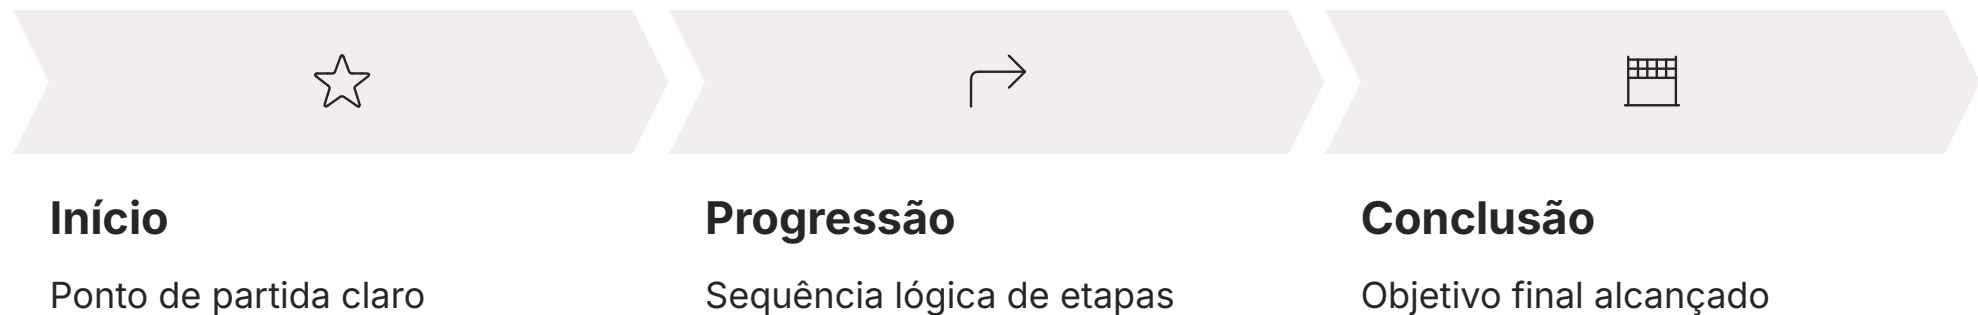 Início
Ponto de partida claro
Progressão
Sequência lógica de etapas
Conclusão
Objetivo final alcançado